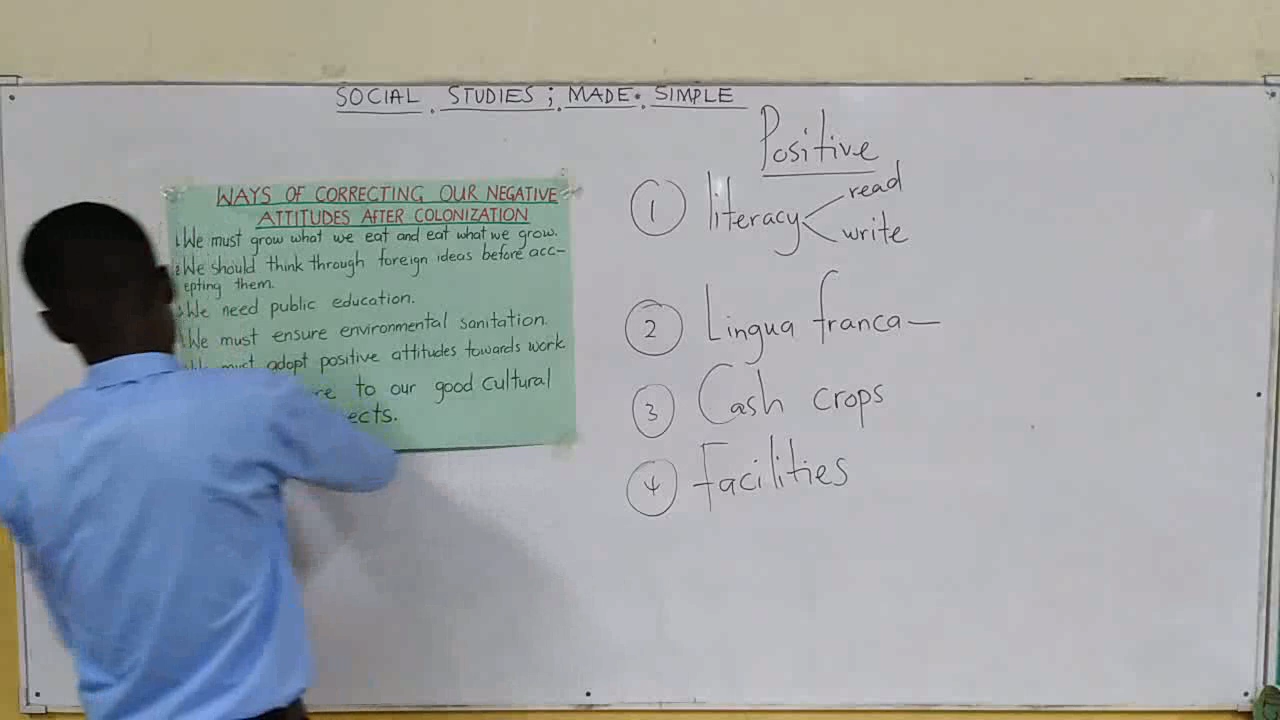 SOCIAL STUDIES ; MADE SIMPLE
WAYS OF CORRECTING OUR NEGATIVE
ATTITUDES AFTER COLONIZATION
We must grow what we eat and eat what we grow.
We should think through foreign ideas before acc-
epting them.
We need public education.
We must ensure environmental sanitation.
We must adopt positive attitudes towards work.
to our good cultural
Positive
1 literacy read
write
2 Lingua franca —
3 Cash crops
4 Facilities